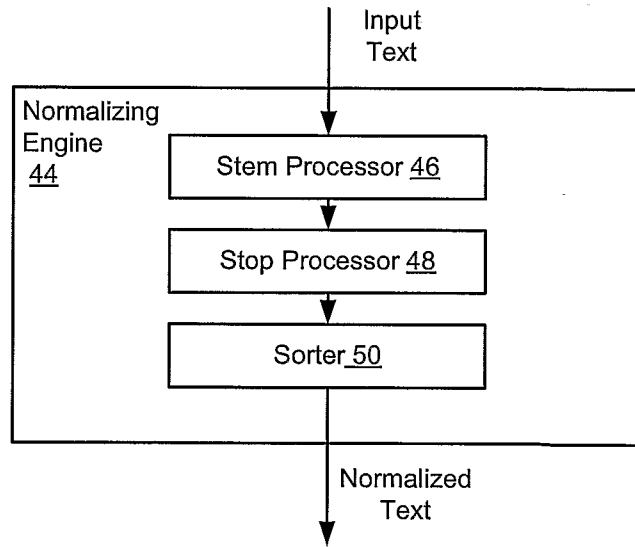 Input
Text
Normalizing
Engine
44
Stem Processor 46
Stop Processor 48
Sorter 50
Normalized
Text